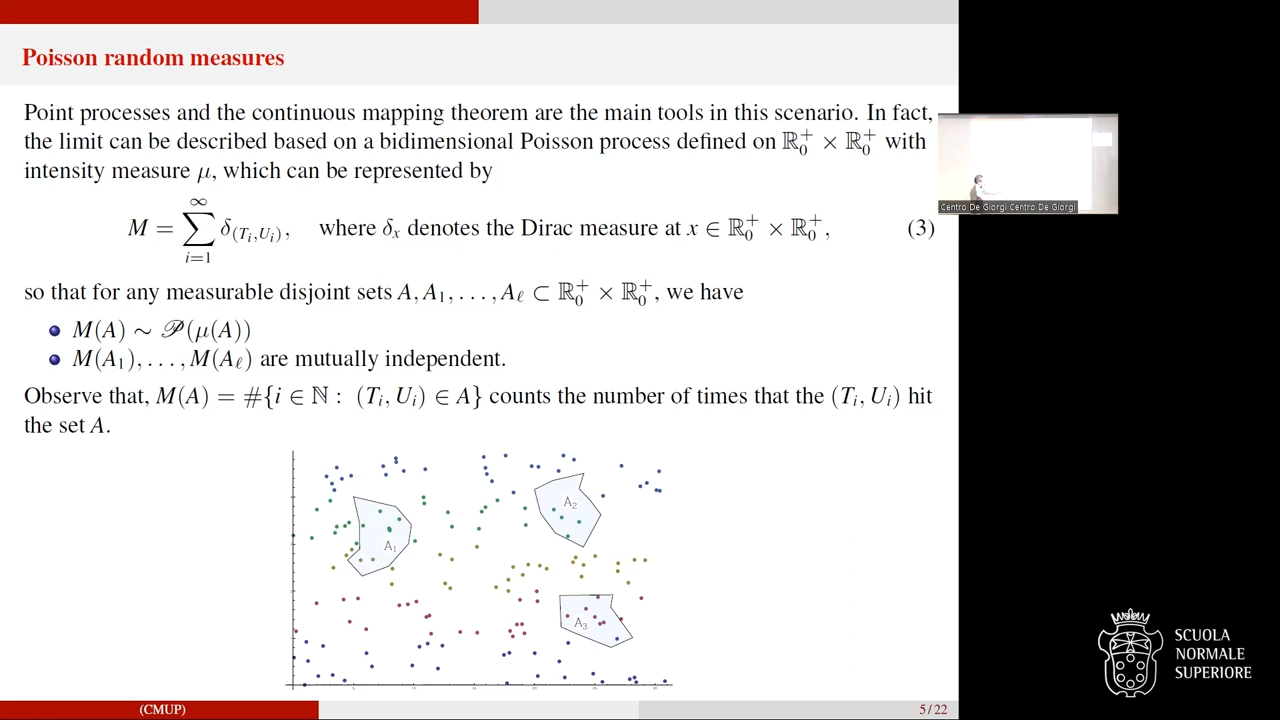 Poisson random measures
Point processes and the continuous mapping theorem are the main tools in this scenario. In fact,
the limit can be described based on a bidimensional Poisson process defined on ℝ₀⁺ × ℝ₀⁺ with
intensity measure μ, which can be represented by
M = ∑_{i=1}^{∞} δ_{(T_i,U_i)}, where δ_x denotes the Dirac measure at x ∈ ℝ₀⁺ × ℝ₀⁺, (3)
so that for any measurable disjoint sets A, A₁, . . . , A_ℓ ⊂ ℝ₀⁺ × ℝ₀⁺, we have
M(A) ∼ 𝒫(μ(A))
M(A₁), . . . , M(A_ℓ) are mutually independent.
Observe that, M(A) = #{i ∈ ℕ : (T_i, U_i) ∈ A} counts the number of times that the (T_i, U_i) hit
the set A.
A₂
A₁
A₃
(CMUP)
5 / 22
Centro De Giorgi Centro De Giorgi
SCUOLA
NORMALE
SUPERIORE